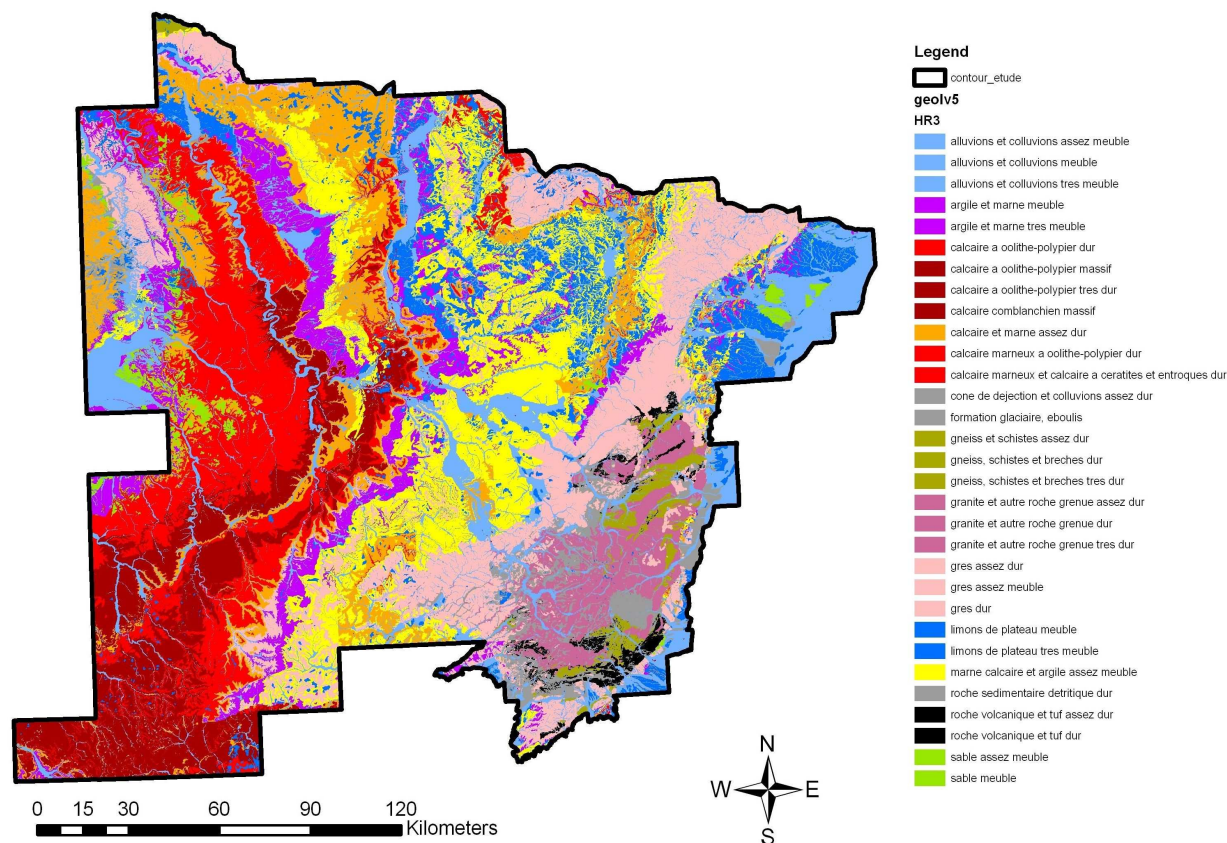 Legend
contour_etude
geolv5
HR3
alluvions et colluvions assez meuble
alluvions et colluvions meuble
alluvions et colluvions tres meuble
argile et marne meuble
argile et marne tres meuble
calcaire a oolithe-polypier dur
calcaire a oolithe-polypier massif
calcaire a oolithe-polypier tres dur
calcaire comblanchien massif
calcaire et marne assez dur
calcaire marneux a oolithe-polypier dur
calcaire marneux et calcaire a ceratites et entroques dur
cone de dejection et colluvions assez dur
formation glaciaire, eboulis
gneiss et schistes assez dur
gneiss, schistes et breches dur
gneiss, schistes et breches tres dur
granite et autre roche grenue assez dur
granite et autre roche grenue dur
granite et autre roche grenue tres dur
gres assez dur
gres assez meuble
gres dur
limons de plateau meuble
limons de plateau tres meuble
marne calcaire et argile assez meuble
roche sedimentaire detritique dur
roche volcanique et tuf assez dur
roche volcanique et tuf dur
sable assez meuble
sable meuble
N
W E
S
0 15 30 60 90 120
Kilometers